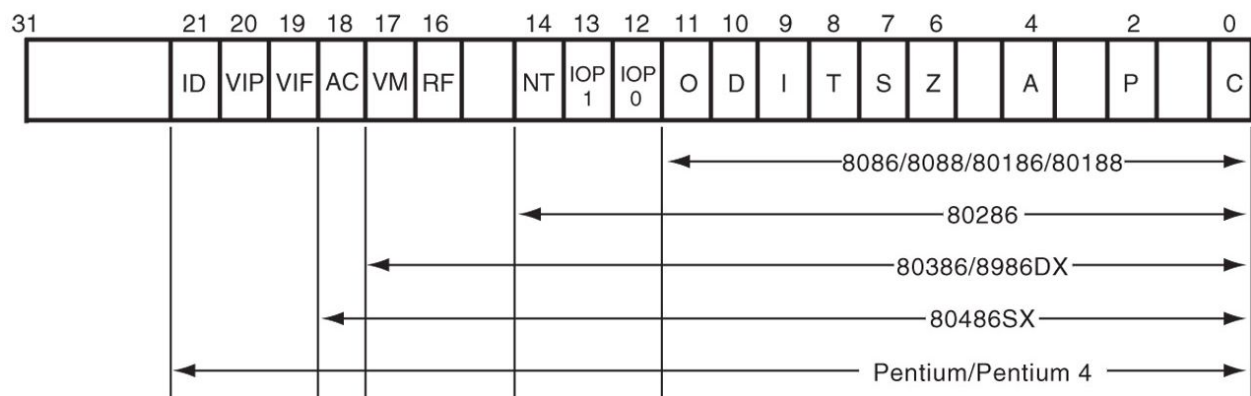 31 21 20 19 18 17 16 14 13 12 11 10 9 8 7 6 4 2 0
ID VIP VIF AC VM RF NT IOP 1 IOP 0 O D I T S Z A P C
8086/8088/80186/80188
80286
80386/8986DX
80486SX
Pentium/Pentium 4